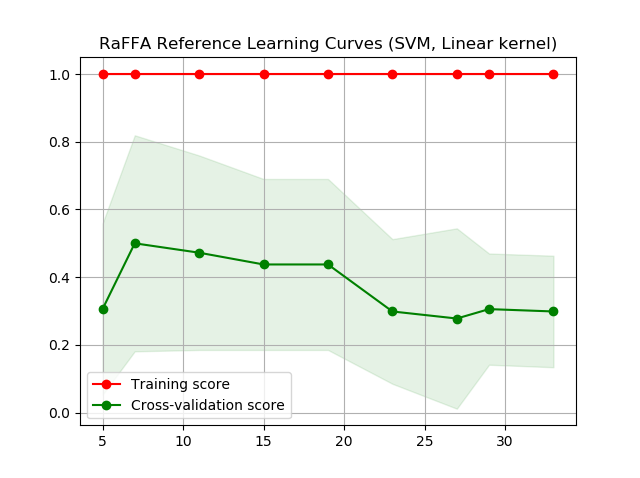 RaFFA Reference Learning Curves (SVM, Linear kernel)
1.0
0.8
0.6
0.4
0.2
0.0
Training score
Cross-validation score
5 10 15 20 25 30